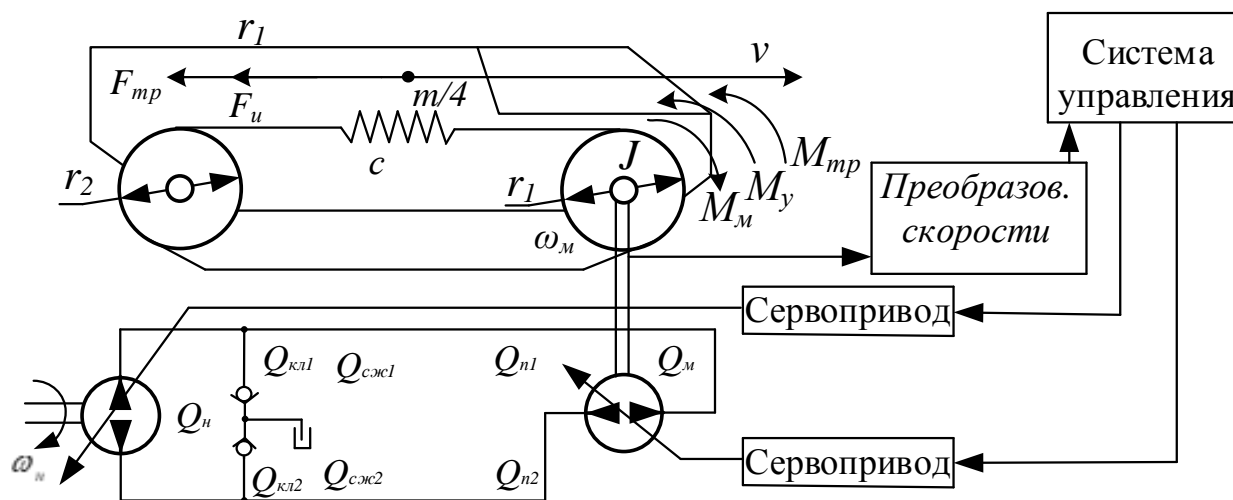 r₁
v
Система
управления
Fтр
Fи
m/4
c
J
Mтр
Mу
Mм
r₂
r₁
ωм
Преобразов.
скорости
Сервопривод
Qкл1
Qсж1
Qп1
Qм
Qн
ωн
Qкл2
Qсж2
Qп2
Сервопривод